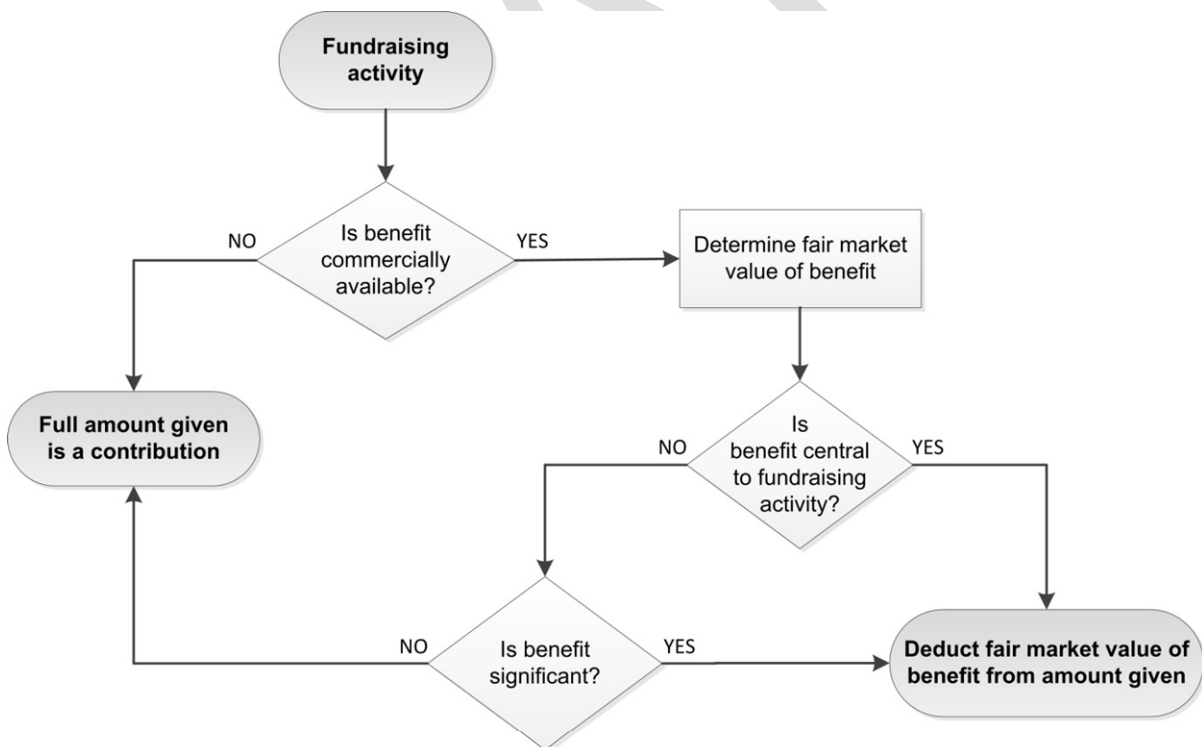 Fundraising
activity
NO
Is benefit
commercially
available?
YES
Determine fair market
value of benefit
Full amount given
is a contribution
NO
Is
benefit central
to fundraising
activity?
YES
NO
Is benefit
significant?
YES
Deduct fair market value of
benefit from amount given